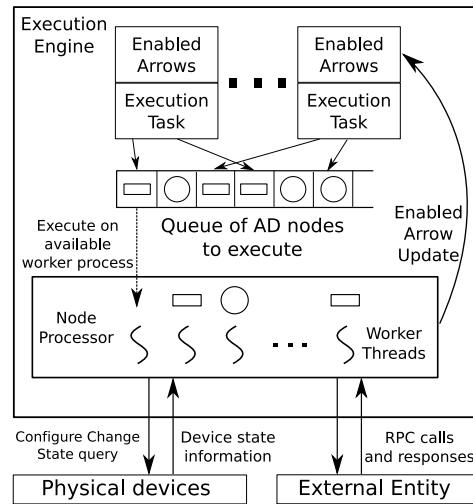 Execution
Engine
Enabled
Arrows
Execution
Task
Enabled
Arrows
Execution
Task
Queue of AD nodes
to execute
Execute on
available
worker process
Enabled
Arrow
Update
Node
Processor
Worker
Threads
Configure Change
State query
Device state
information
RPC calls
and responses
Physical devices
External Entity